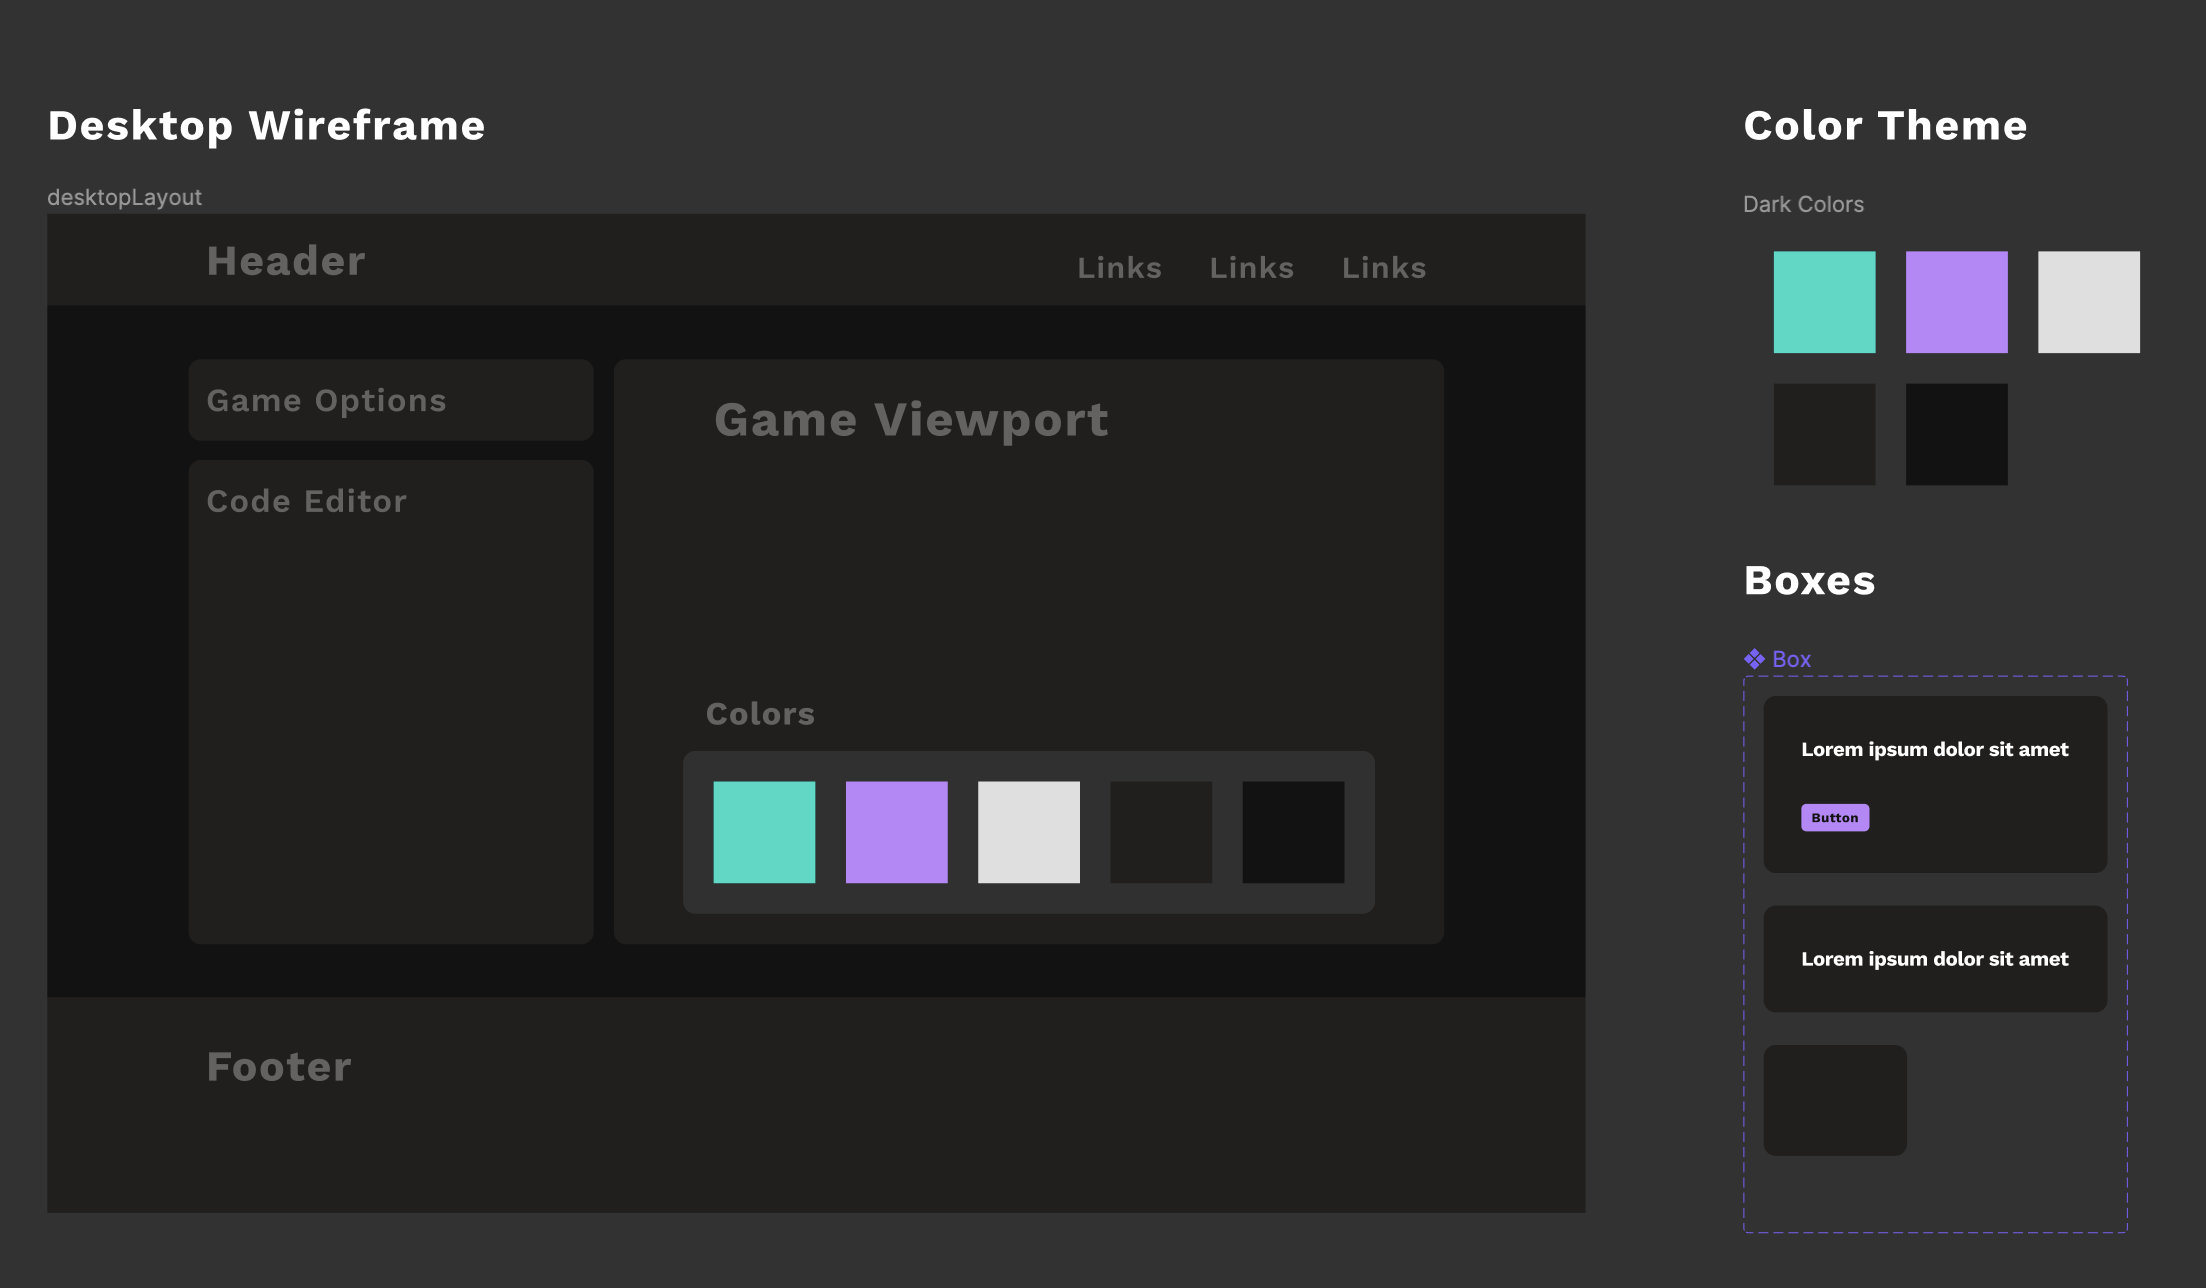 Desktop Wireframe
desktopLayout
Header
Links Links Links
Game Options
Code Editor
Game Viewport
Colors
Footer
Color Theme
Dark Colors
Boxes
Box
Lorem ipsum dolor sit amet
Button
Lorem ipsum dolor sit amet